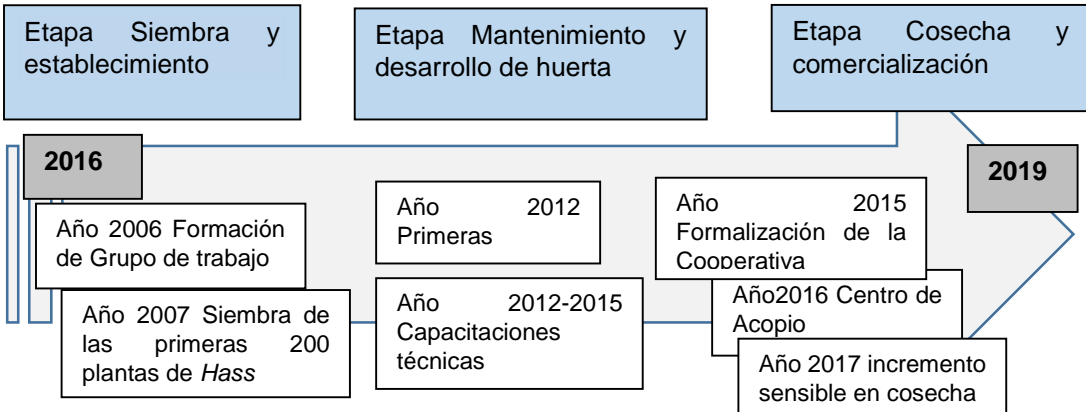 Etapa Siembra y
establecimiento
Etapa Mantenimiento y
desarrollo de huerta
Etapa Cosecha y
comercialización
2016
2019
Año 2006 Formación
de Grupo de trabajo
Año 2007 Siembra de
las primeras 200
plantas de Hass
Año 2012
Primeras
Año 2012-2015
Capacitaciones
técnicas
Año 2015
Formalización de la
Cooperativa
Año2016 Centro de
Acopio
Año 2017 incremento
sensible en cosecha